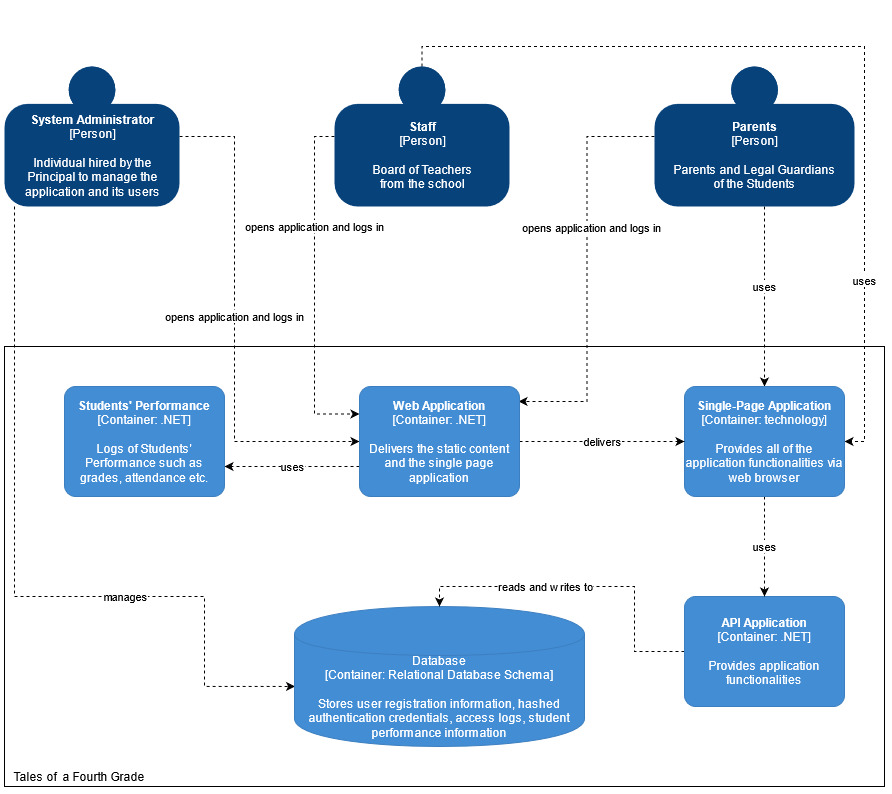 System Administrator
[Person]
Individual hired by the
Principal to manage the
application and its users
Staff
[Person]
Board of Teachers
from the school
Parents
[Person]
Parents and Legal Guardians
of the Students
opens application and logs in
opens application and logs in
uses
uses
opens application and logs in
Students' Performance
[Container: .NET]
Logs of Students'
Performance such as
grades, attendance etc.
Web Application
[Container: .NET]
Delivers the static content
and the single page
application
Single-Page Application
[Container: technology]
Provides all of the
application functionalities via
web browser
delivers
uses
uses
manages
reads and writes to
Database
[Container: Relational Database Schema]
Stores user registration information, hashed
authentication credentials, access logs, student
performance information
API Application
[Container: .NET]
Provides application
functionalities
Tales of a Fourth Grade